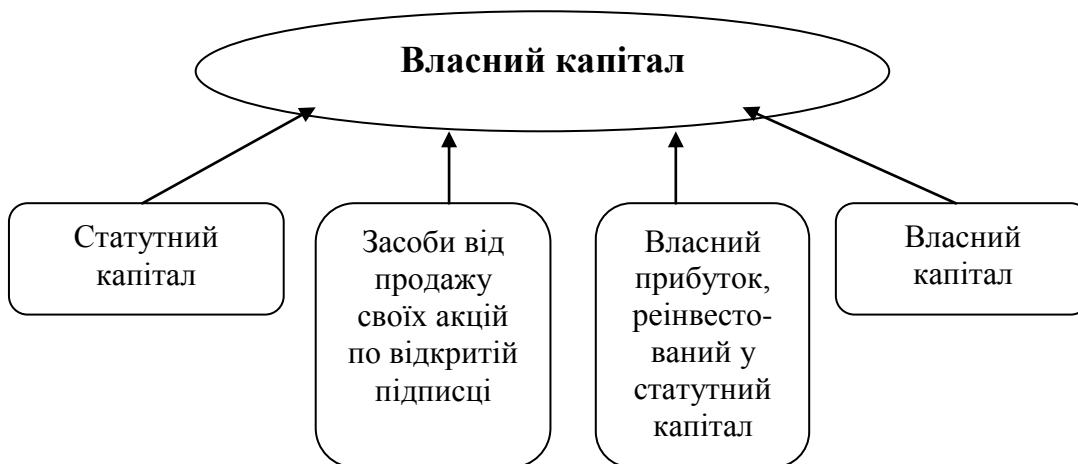 Власний капітал
Статутний
капітал
Засоби від
продажу
своїх акцій
по відкритій
підписці
Власний
прибуток,
реінвесто-
ваний у
статутний
капітал
Власний
капітал